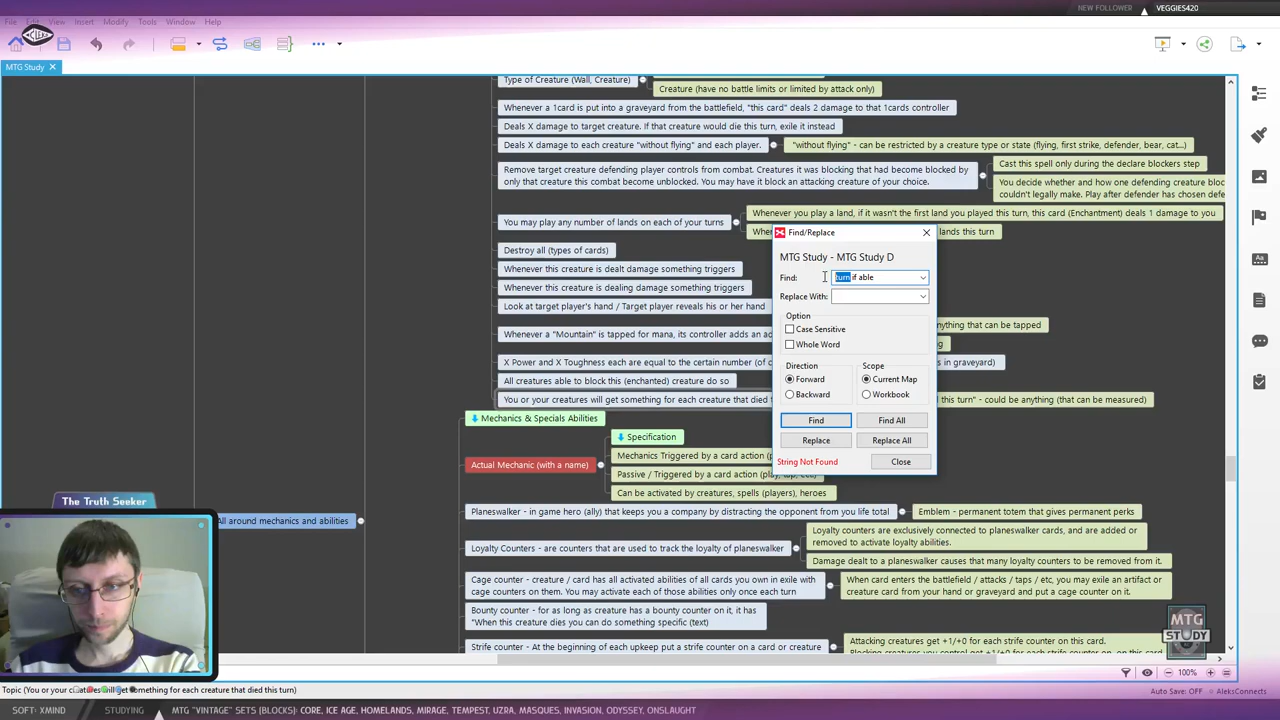 NEW FOLLOWER
VEGGIES420
File
View
Insert
Modify
Tools
Window
Help
MTG Study
Type of Creature (Wall, Creature)
Creature (have no battle limits or limited by attack only)
Whenever a 1card is put into a graveyard from the battlefield, "this card" deals 2 damage to that 1cards controller
Deals X damage to target creature. If that creature would die this turn, exile it instead
Deals X damage to each creature "without flying" and each player.
"without flying" - can be restricted by a creature type or state (flying, first strike, defender, bear, cat...)
Remove target creature defending player controls from combat. Creatures it was blocking that had become blocked by
only that creature this combat become unblocked. You may have it block an attacking creature of your choice.
Cast this spell only during the declare blockers step
You decide whether and how one defending creature bloc
couldn't legally make. Play after defender has chosen defer
You may play any number of lands on each of your turns
Whenever you play a land, if it wasn't the first land you played this turn, this card (Enchantment) deals 1 damage to you
lands this turn
Destroy all (types of cards)
Whenever this creature is dealt damage something triggers
Whenever this creature is dealing damage something triggers
Look at target player's hand / Target player reveals his or her hand
Whenever a "Mountain" is tapped for mana, its controller adds an ad
nything that can be tapped
X Power and X Toughness each are equal to the certain number (of c
s in graveyard)
All creatures able to block this (enchanted) creature do so
You or your creatures will get something for each creature that died t
d this turn" - could be anything (that can be measured)
Find/Replace
MTG Study - MTG Study D
Find:
turn if able
Replace With:
Option
Case Sensitive
Whole Word
Direction
Scope
Forward
Current Map
Backward
Workbook
Find
Find All
Replace
Replace All
String Not Found
Close
Mechanics & Specials Abilities
Specification
Actual Mechanic (with a name)
Mechanics Triggered by a card action (p
Passive / Triggered by a card action (play, tap, ect)
Can be activated by creatures, spells (players), heroes
The Truth Seeker
All around mechanics and abilities
Planeswalker - in game hero (ally) that keeps you a company by distracting the opponent from you life total
Emblem - permanent totem that gives permanent perks
Loyalty Counters - are counters that are used to track the loyalty of planeswalker
Loyalty counters are exclusively connected to planeswalker cards, and are added or
removed to activate loyalty abilities.
Damage dealt to a planeswalker causes that many loyalty counters to be removed from it.
Cage counter - creature / card has all activated abilities of all cards you own in exile with
cage counters on them. You may activate each of those abilities only once each turn
When card enters the battlefield / attacks / taps / etc, you may exile an artifact or
creature card from your hand or graveyard and put a cage counter on it.
Bounty counter - for as long as creature has a bounty counter on it, it has
"When this creature dies you can do something specific (text)
Strife counter - At the beginning of each upkeep put a strife counter on a card or creature
Attacking creatures get +1/+0 for each strife counter on this card.
MTG
STUDY
100%
Topic (You or your creatures will get something for each creature that died this turn)
Auto Save: OFF
AleksConnects
SOFT: XMIND
STUDYING
MTG "VINTAGE" SETS (BLOCKS): CORE, ICE AGE, HOMELANDS, MIRAGE, TEMPEST, UZRA, MASQUES, INVASION, ODYSSEY, ONSLAUGHT